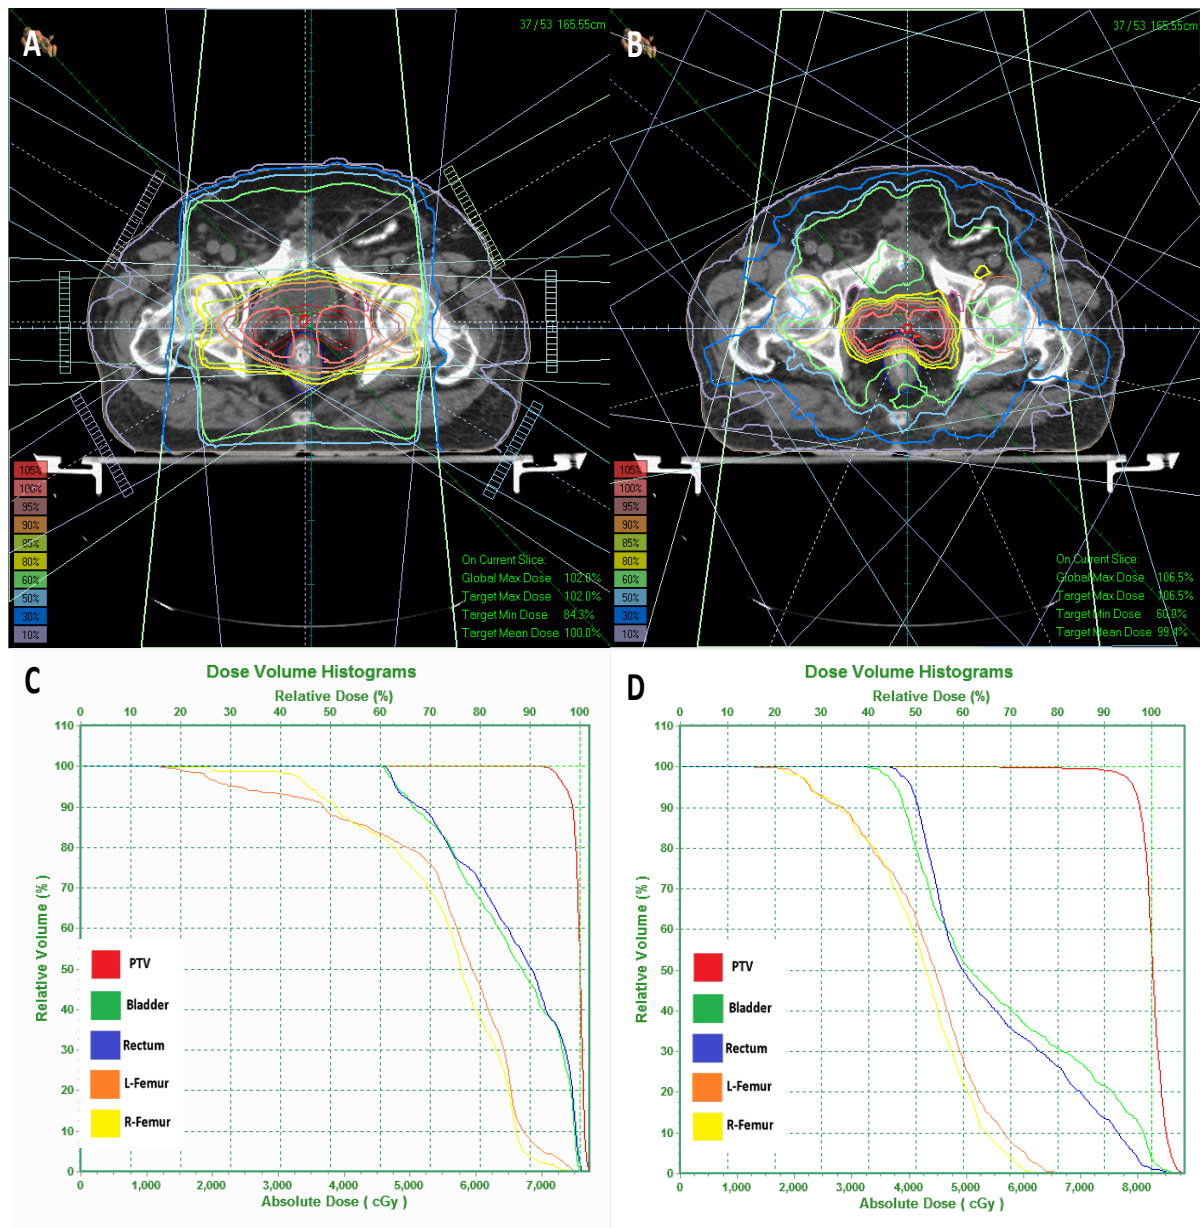 A
37 / 53 165.55cm
105%
100%
95%
90%
85%
80%
60%
50%
30%
10%
On Current Slice:
Global Max Dose 102.0%
Target Max Dose 102.0%
Target Min Dose 84.3%
Target Mean Dose 100.0%
B
37 / 53 165.55cm
105%
100%
95%
90%
85%
80%
60%
50%
30%
10%
On Current Slice:
Global Max Dose 106.5%
Target Max Dose 106.5%
Target Min Dose 60.0%
Target Mean Dose 99.4%
C
Dose Volume Histograms
Relative Dose (%)
0 10 20 30 40 50 60 70 80 90 100
110
100
90
80
70
60
50
40
30
20
10
0
Relative Volume (%)
PTV
Bladder
Rectum
L-Femur
R-Femur
0 1,000 2,000 3,000 4,000 5,000 6,000 7,000
Absolute Dose ( cGy )
D
Dose Volume Histograms
Relative Dose (%)
0 10 20 30 40 50 60 70 80 90 100
110
100
90
80
70
60
50
40
30
20
10
0
Relative Volume (%)
PTV
Bladder
Rectum
L-Femur
R-Femur
0 1,000 2,000 3,000 4,000 5,000 6,000 7,000 8,000
Absolute Dose ( cGy )